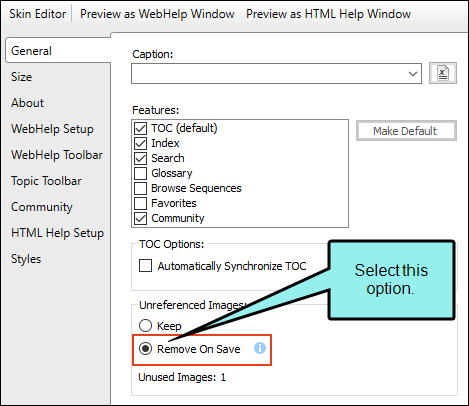 Skin Editor Preview as WebHelp Window Preview as HTML Help Window
General
Size
About
WebHelp Setup
WebHelp Toolbar
Topic Toolbar
Community
HTML Help Setup
Styles
Caption:
Features:
TOC (default)
Index
Search
Glossary
Browse Sequences
Favorites
Community
Make Default
TOC Options:
Automatically Synchronize TOC
Unreferenced Images:
Keep
Remove On Save
Unused Images: 1
Select this
option.